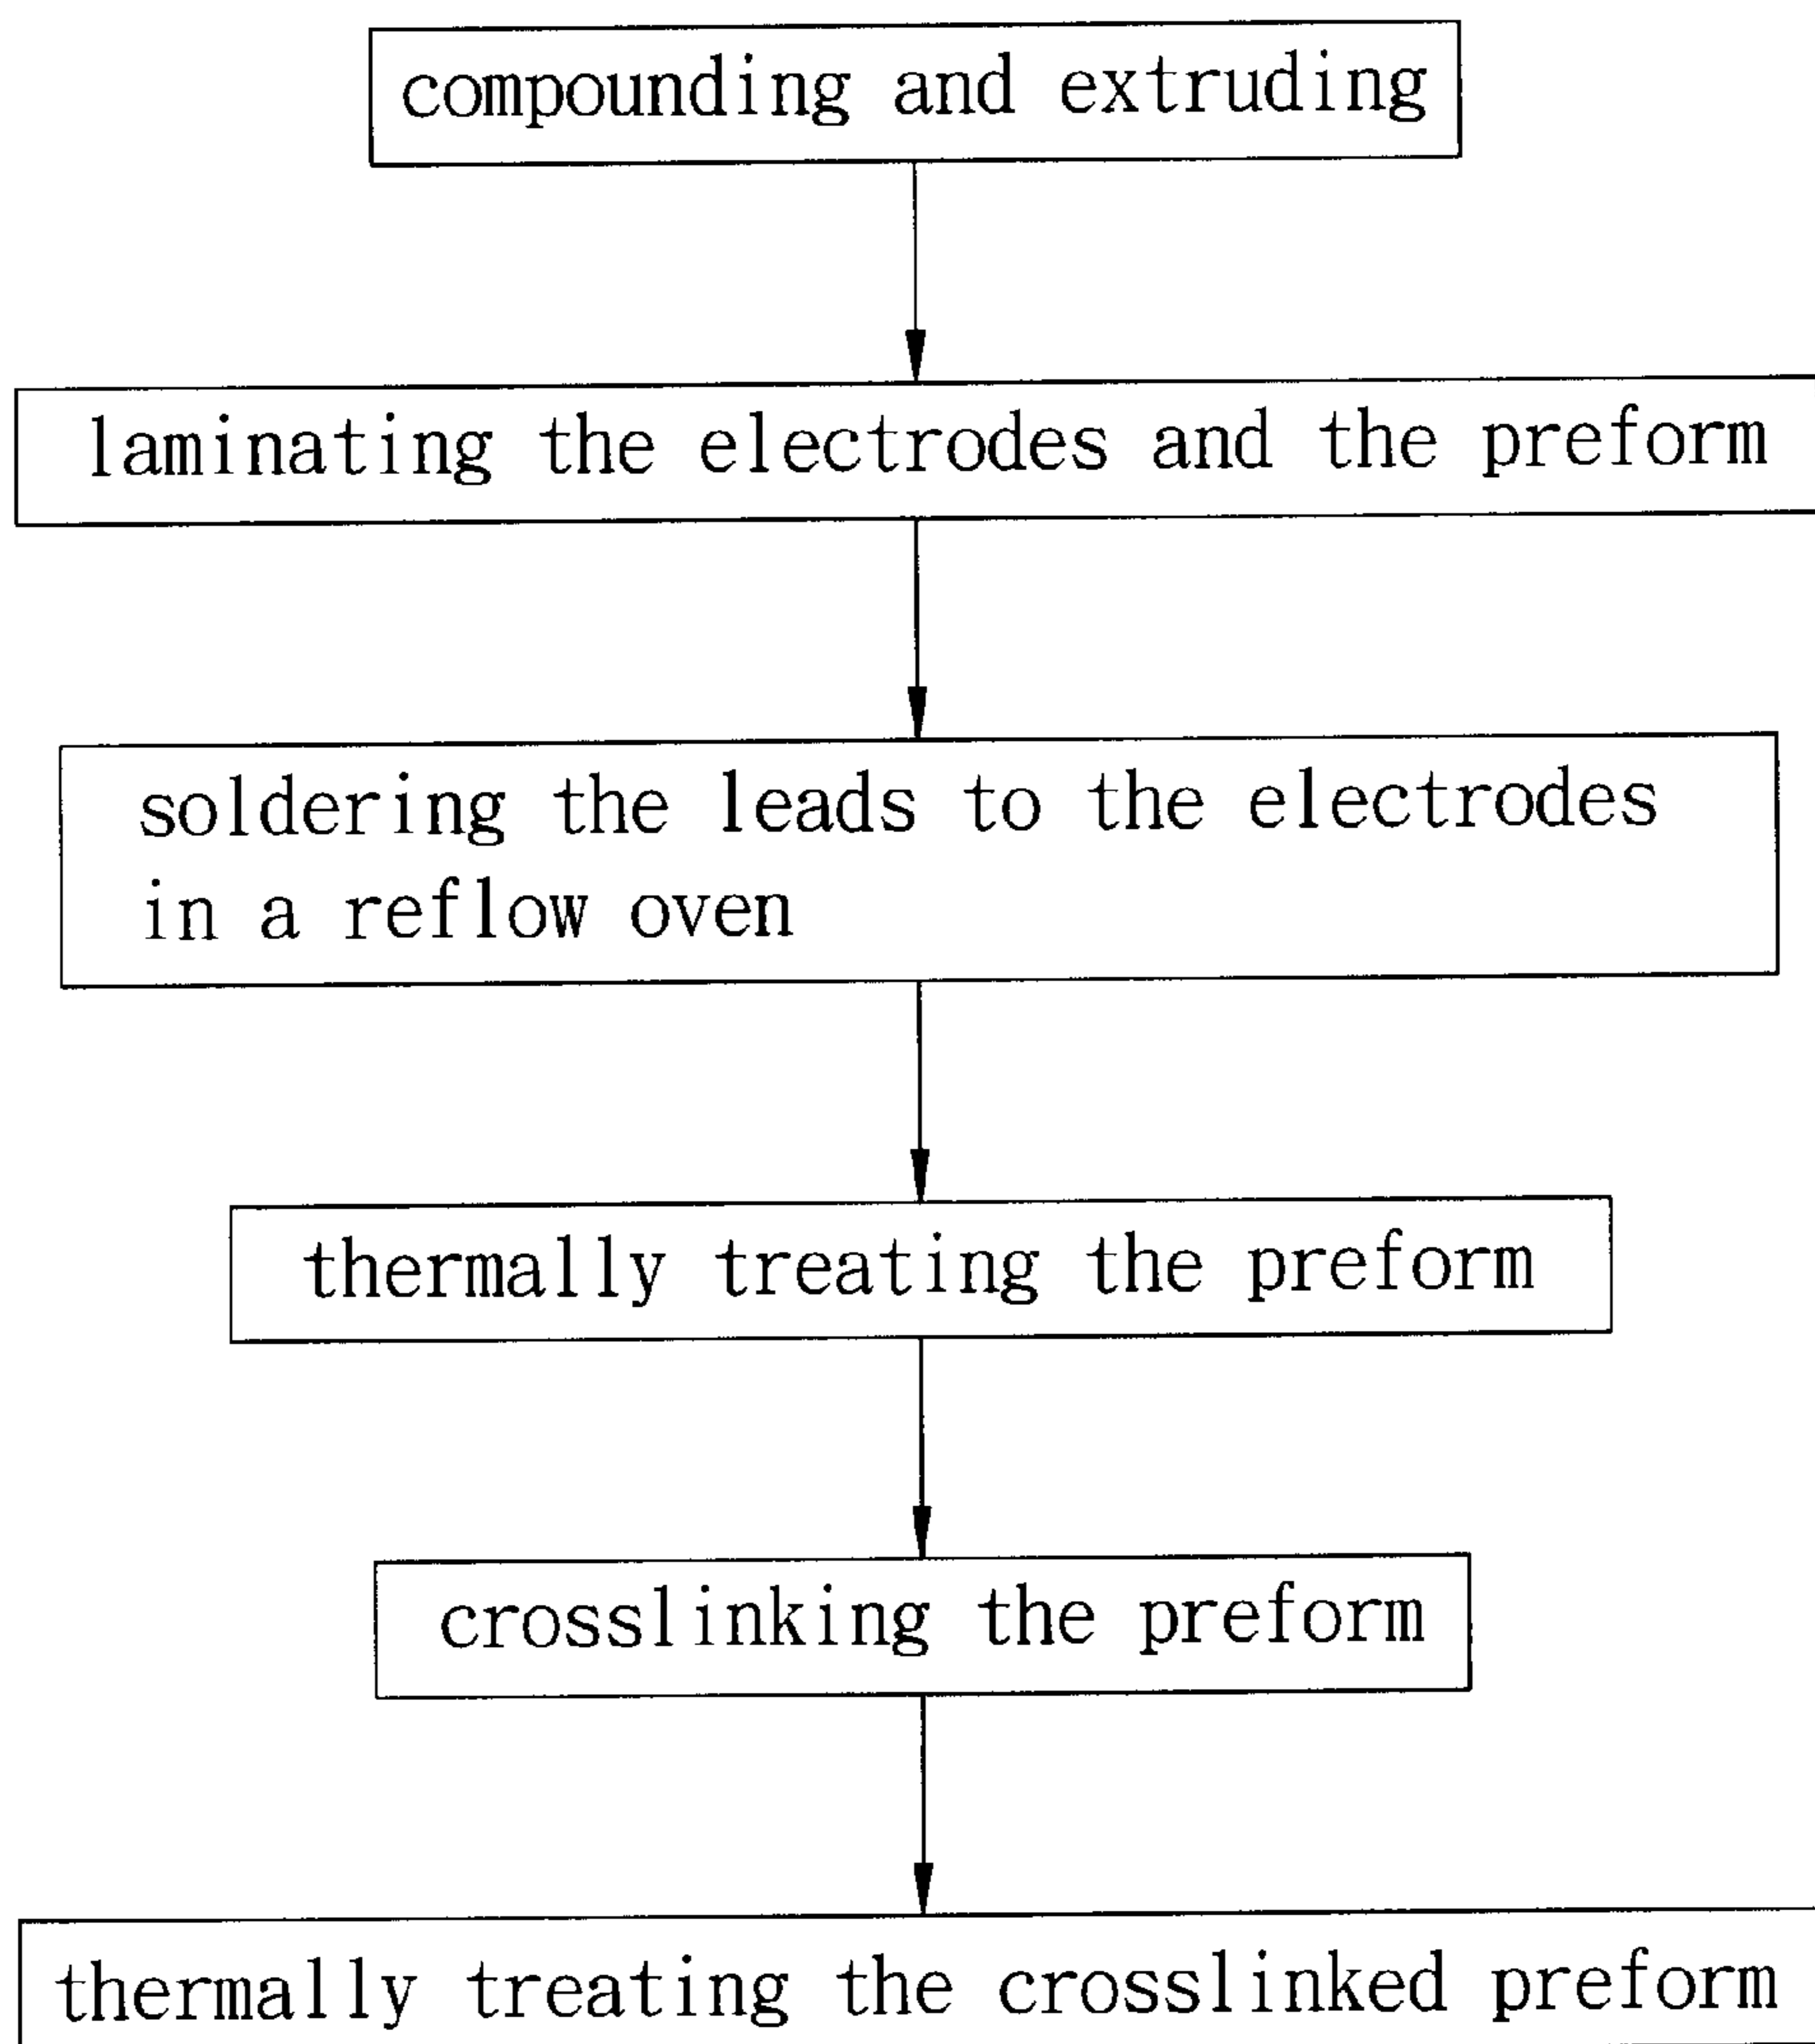 compounding and extruding
laminating the electrodes and the preform
soldering the leads to the electrodes
in a reflow oven
thermally treating the preform
crosslinking the preform
thermally treating the crosslinked preform